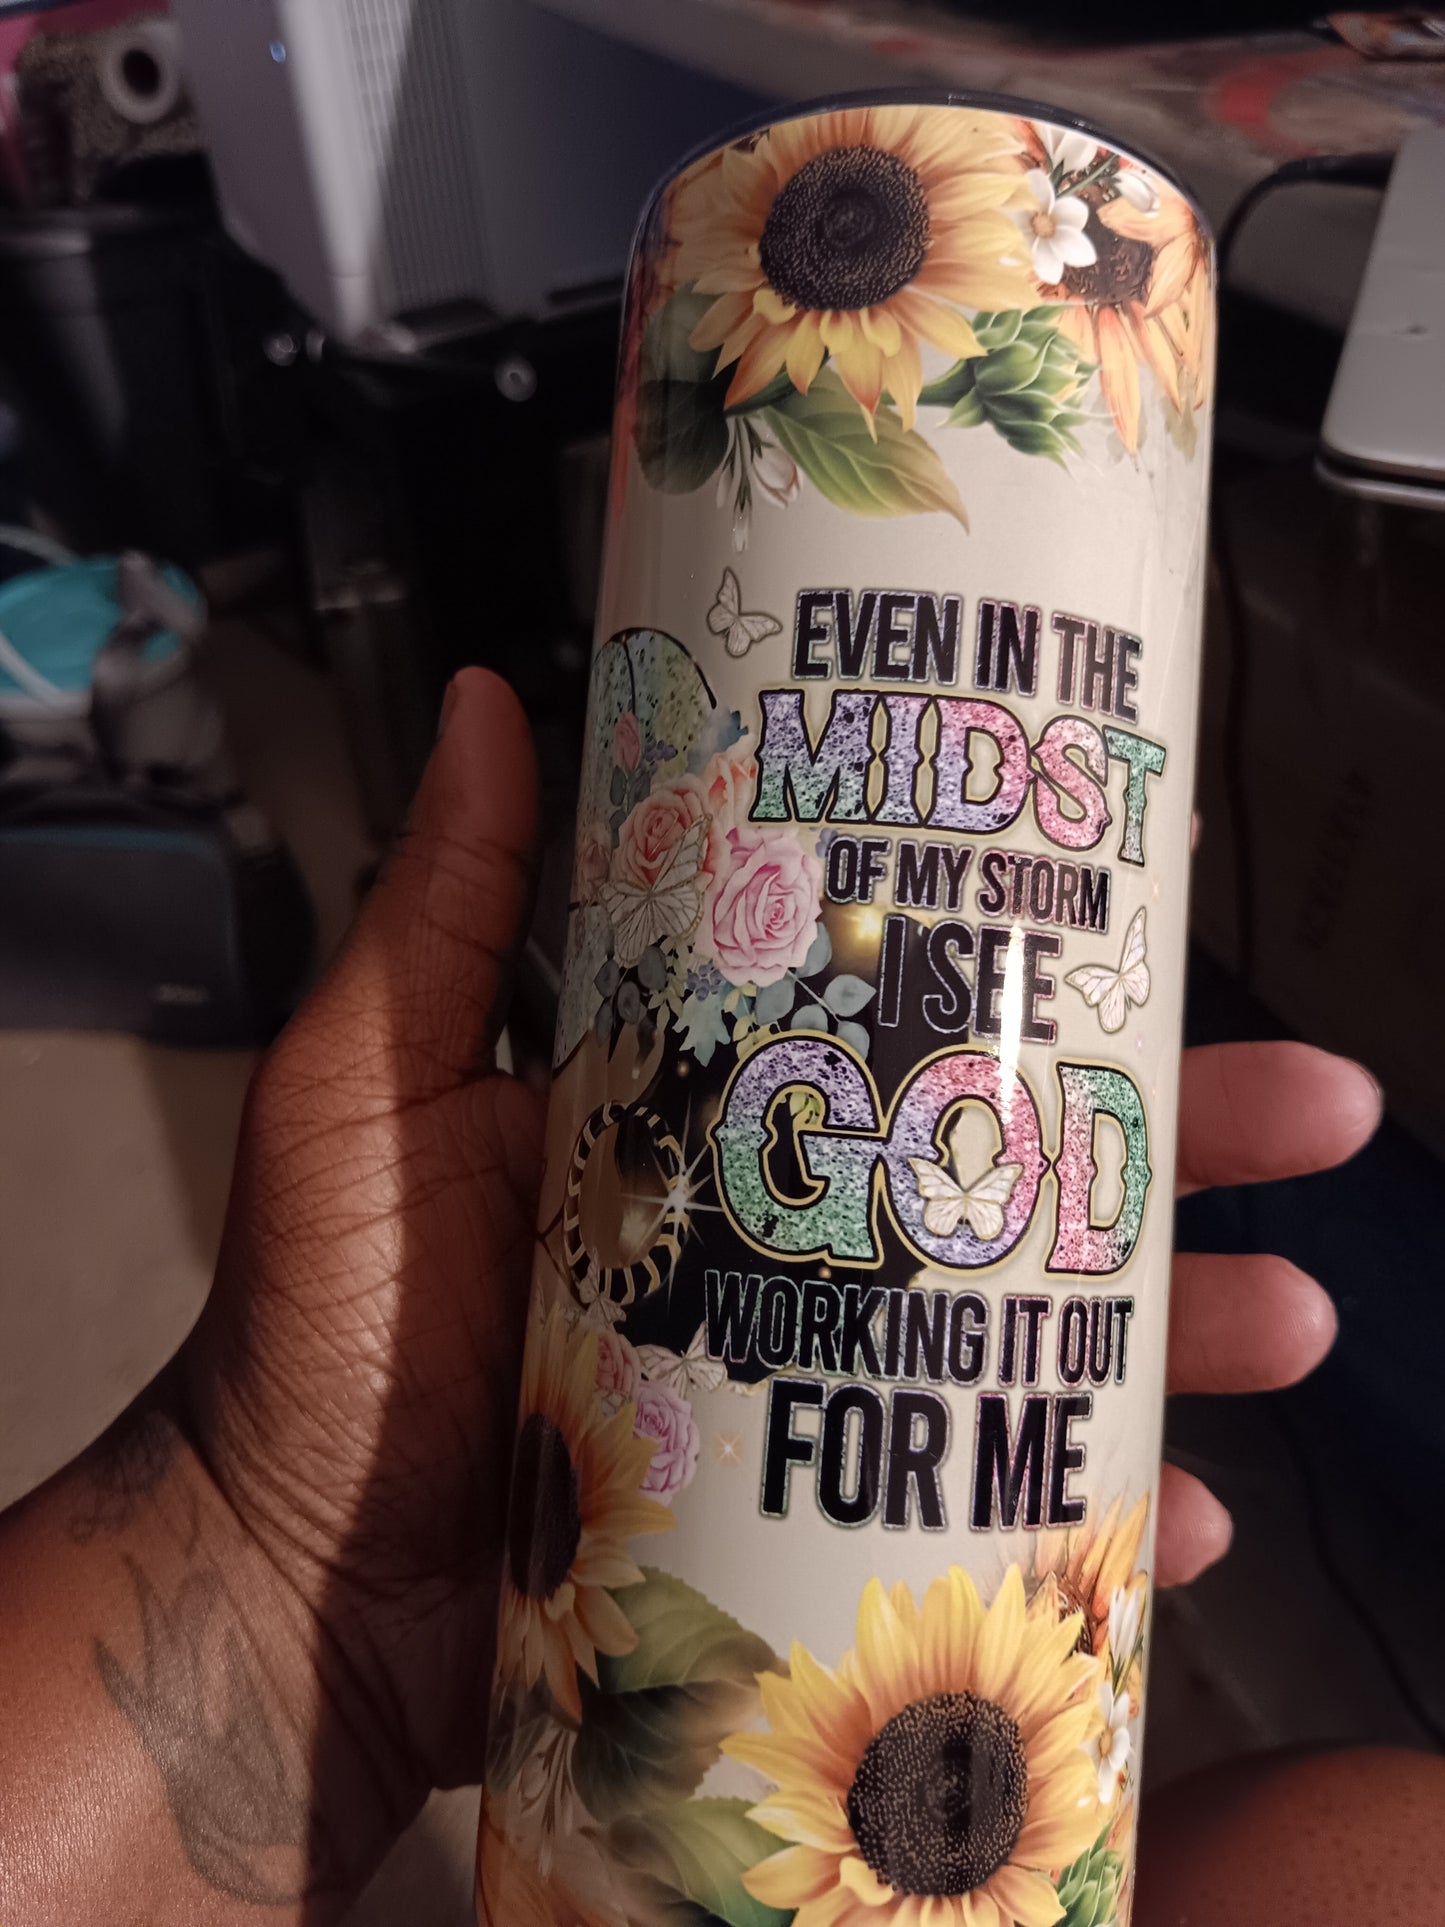 EVEN IN THE
MIDST
OF MY STORM
I SEE
GOD
WORKING IT OUT
FOR ME